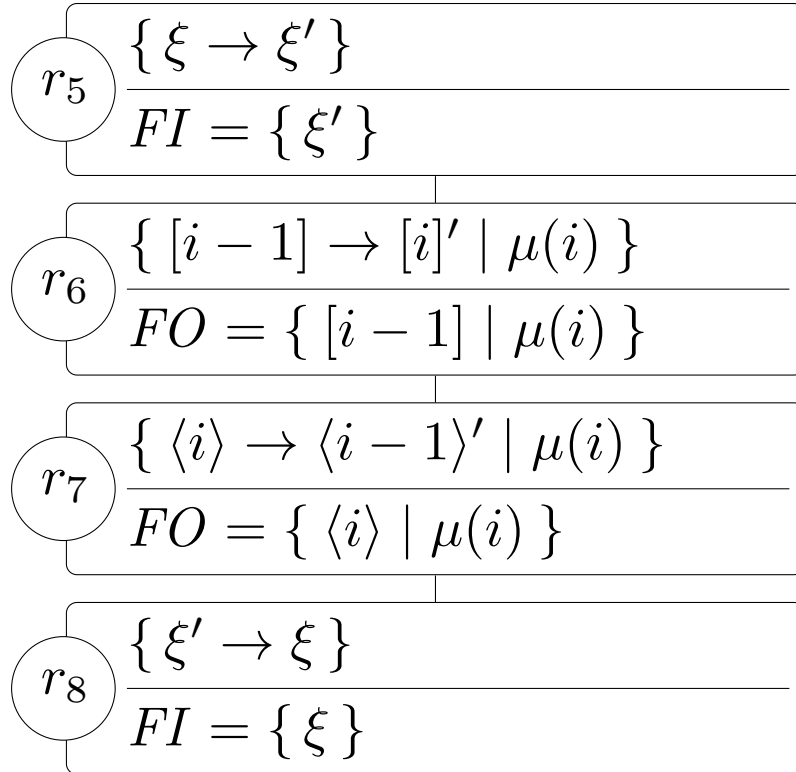 r₅
{ ξ → ξ′ }
FI = { ξ′ }
r₆
{ [i − 1] → [i]′ | μ(i) }
FO = { [i − 1] | μ(i) }
r₇
{ ⟨i⟩ → ⟨i − 1⟩′ | μ(i) }
FO = { ⟨i⟩ | μ(i) }
r₈
{ ξ′ → ξ }
FI = { ξ }